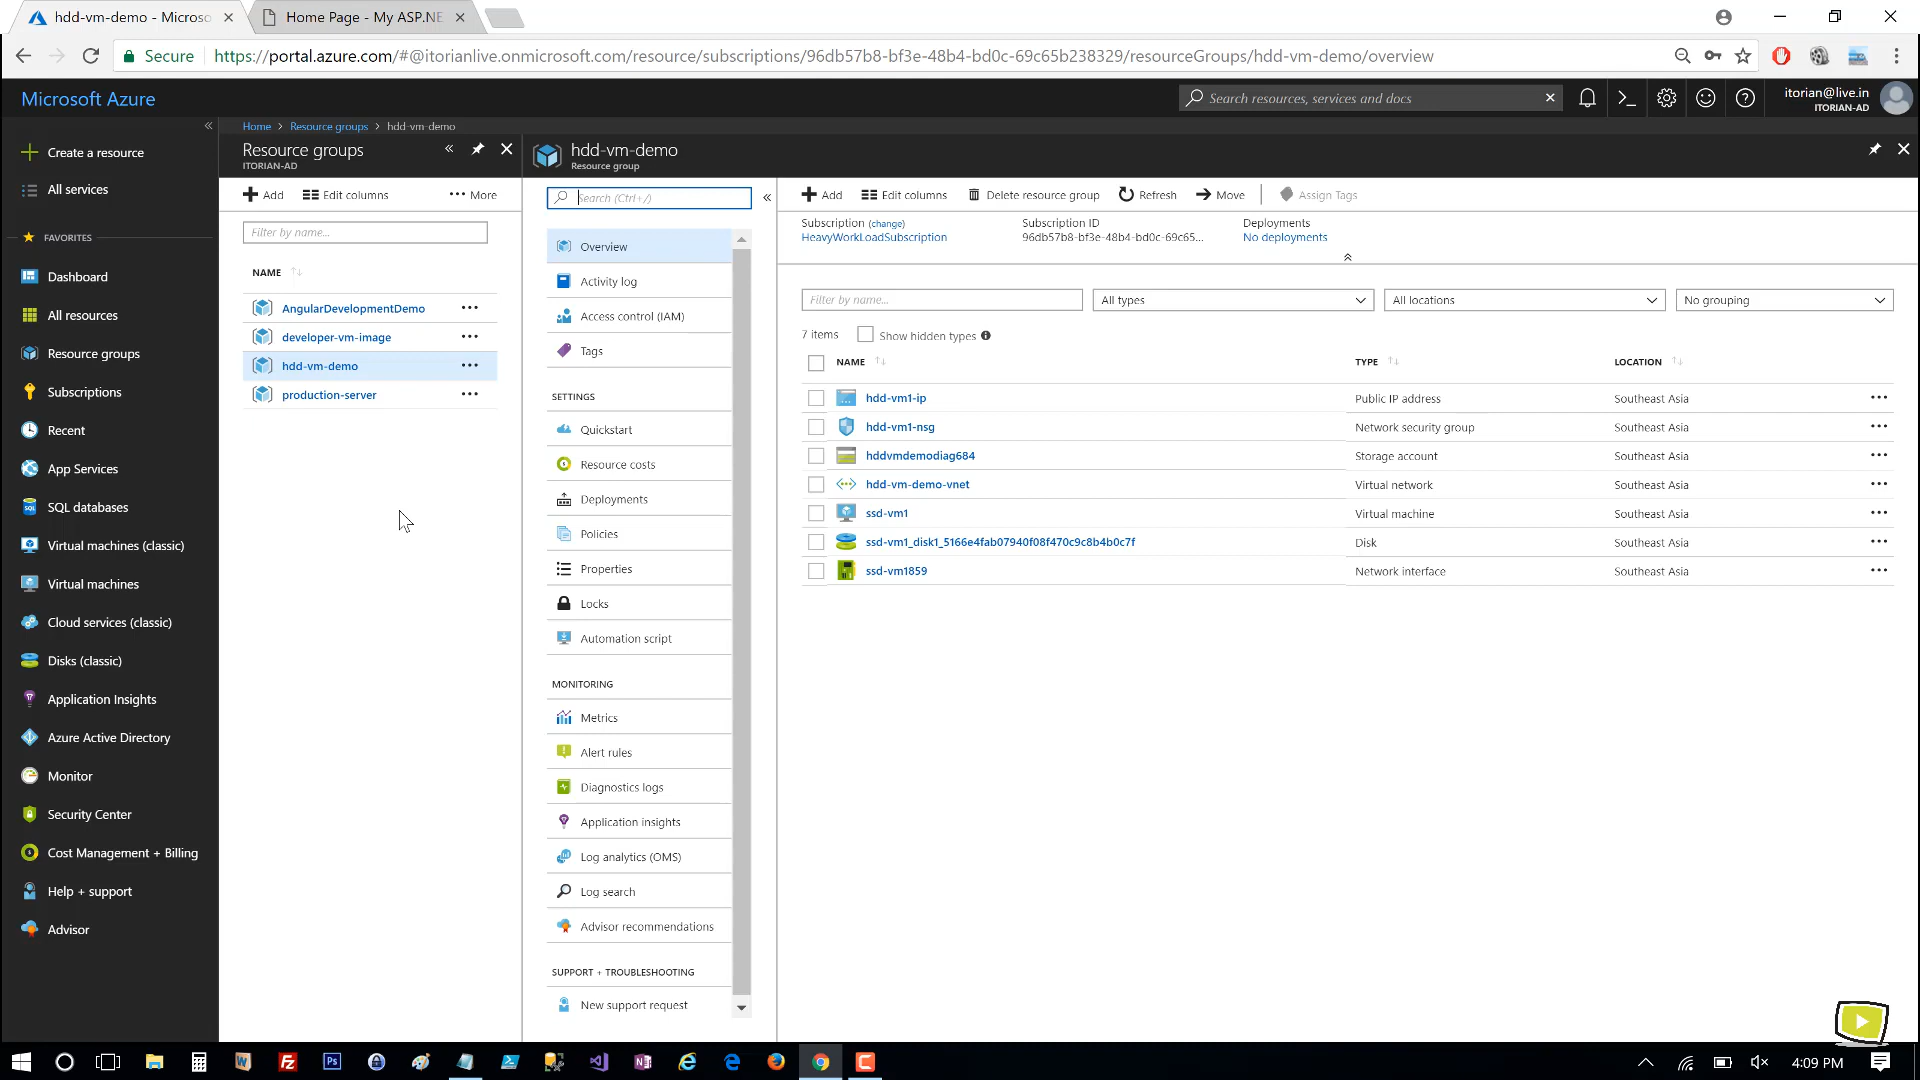 hdd-vm-demo - Microso
Home Page - My ASP.NE
Secure
https://portal.azure.com/#@itorianlive.onmicrosoft.com/resource/subscriptions/96db57b8-bf3e-48b4-bd0c-69c65b238329/resourceGroups/hdd-vm-demo/overview
Microsoft Azure
Search resources, services and docs
itorian@live.in
ITORIAN-AD
Create a resource
All services
FAVORITES
Dashboard
All resources
Resource groups
Subscriptions
Recent
App Services
SQL databases
Virtual machines (classic)
Virtual machines
Cloud services (classic)
Disks (classic)
Application Insights
Azure Active Directory
Monitor
Security Center
Cost Management + Billing
Help + support
Advisor
Home > Resource groups > hdd-vm-demo
Resource groups
ITORIAN-AD
Add
Edit columns
More
Filter by name...
NAME
AngularDevelopmentDemo
developer-vm-image
hdd-vm-demo
production-server
hdd-vm-demo
Resource group
Search (Ctrl+/)
Overview
Activity log
Access control (IAM)
Tags
SETTINGS
Quickstart
Resource costs
Deployments
Policies
Properties
Locks
Automation script
MONITORING
Metrics
Alert rules
Diagnostics logs
Application insights
Log analytics (OMS)
Log search
Advisor recommendations
SUPPORT + TROUBLESHOOTING
New support request
Add
Edit columns
Delete resource group
Refresh
Move
Assign Tags
Subscription (change)
HeavyWorkLoadSubscription
Subscription ID
96db57b8-bf3e-48b4-bd0c-69c65...
Deployments
No deployments
Filter by name...
All types
All locations
No grouping
7 items
Show hidden types
NAME TYPE LOCATION
hdd-vm1-ip Public IP address Southeast Asia
hdd-vm1-nsg Network security group Southeast Asia
hddvmdemodiag684 Storage account Southeast Asia
hdd-vm-demo-vnet Virtual network Southeast Asia
ssd-vm1 Virtual machine Southeast Asia
ssd-vm1_disk1_5166e4fab07940f08f470c9c8b4b0c7f Disk Southeast Asia
ssd-vm1859 Network interface Southeast Asia
4:09 PM